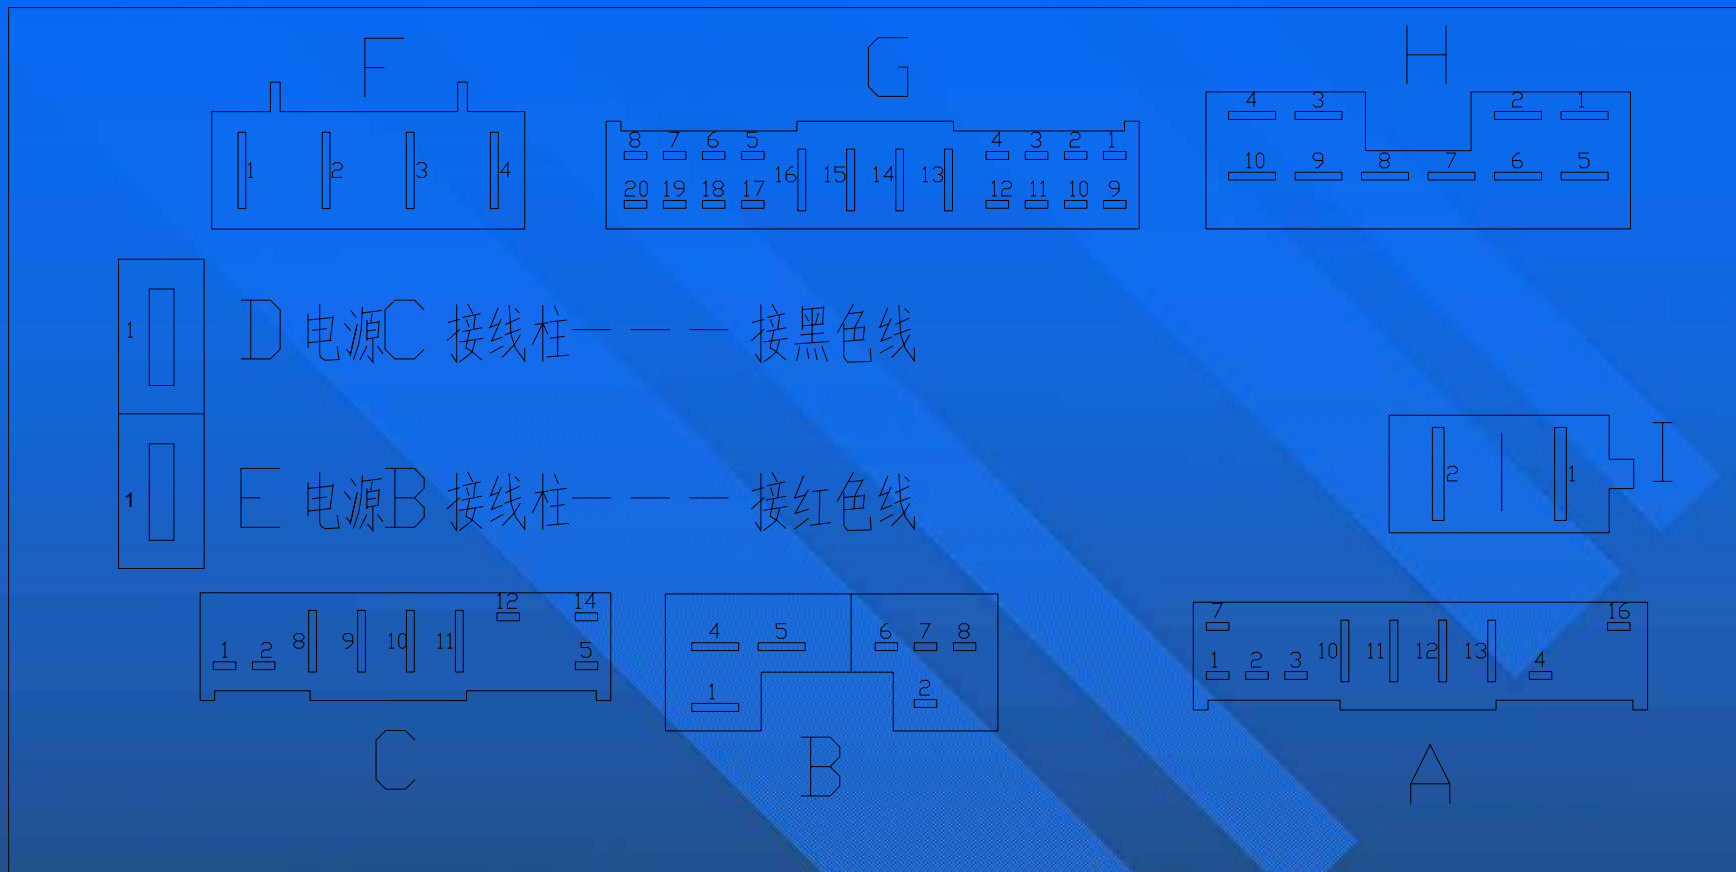 F G H
4 3 2 1
8 7 6 5 4 3 2 1
1 2 3 4 16 15 14 13 10 9 8 7 6 5
20 19 18 17 12 11 10 9
1 D 电源C 接线柱--- 接黑色线
2 1 I
1 E 电源B 接线柱--- 接红色线
12 14 7 16
1 2 8 9 10 11 5 4 5 6 7 8 1 2 3 10 11 12 13 4
1 2
C B A